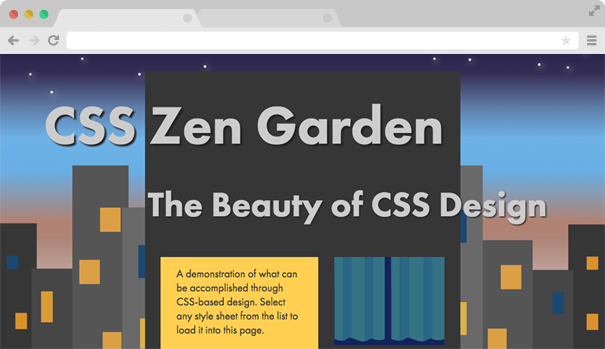 CSS Zen Garden
The Beauty of CSS Design
A demonstration of what can
be accomplished through
CSS-based design. Select
any style sheet from the list to
load it into this page.